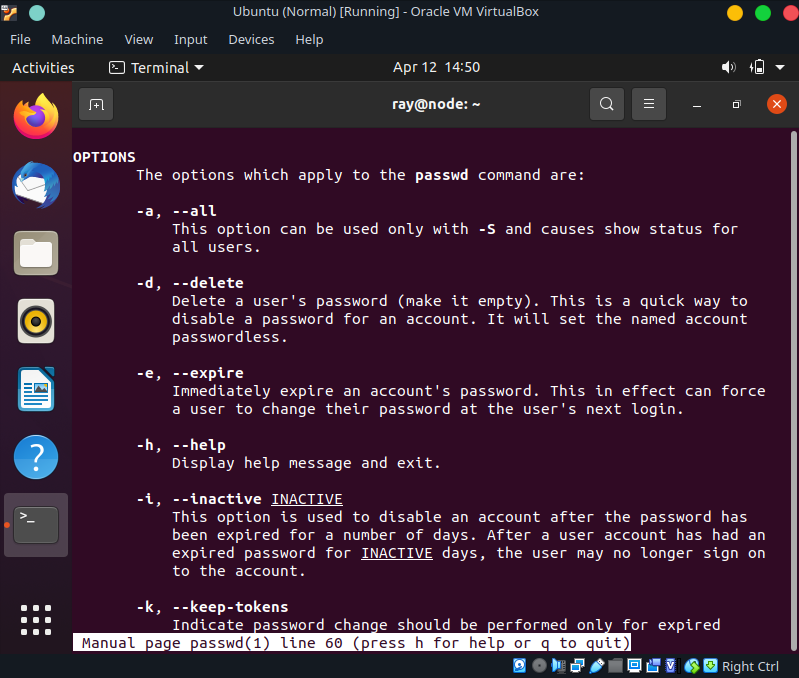 Ubuntu (Normal) [Running] - Oracle VM VirtualBox
File Machine View Input Devices Help
Activities Terminal Apr 12 14:50
ray@node: ~
OPTIONS
The options which apply to the passwd command are:
-a, --all
This option can be used only with -S and causes show status for
all users.
-d, --delete
Delete a user's password (make it empty). This is a quick way to
disable a password for an account. It will set the named account
passwordless.
-e, --expire
Immediately expire an account's password. This in effect can force
a user to change their password at the user's next login.
-h, --help
Display help message and exit.
-i, --inactive INACTIVE
This option is used to disable an account after the password has
been expired for a number of days. After a user account has had an
expired password for INACTIVE days, the user may no longer sign on
to the account.
-k, --keep-tokens
Indicate password change should be performed only for expired
Manual page passwd(1) line 60 (press h for help or q to quit)
Right Ctrl